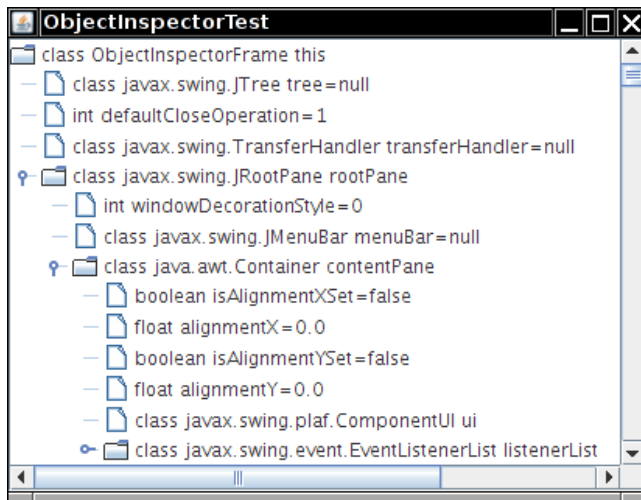 ObjectInspectorTest
class ObjectInspectorFrame this
class javax.swing.JTree tree=null
int defaultCloseOperation=1
class javax.swing.TransferHandler transferHandler=null
class javax.swing.JRootPane rootPane
int windowDecorationStyle=0
class javax.swing.JMenuBar menuBar=null
class java.awt.Container contentPane
boolean isAlignmentXSet=false
float alignmentX=0.0
boolean isAlignmentYSet=false
float alignmentY=0.0
class javax.swing.plaf.ComponentUI ui
class javax.swing.event.EventListenerList listenerList